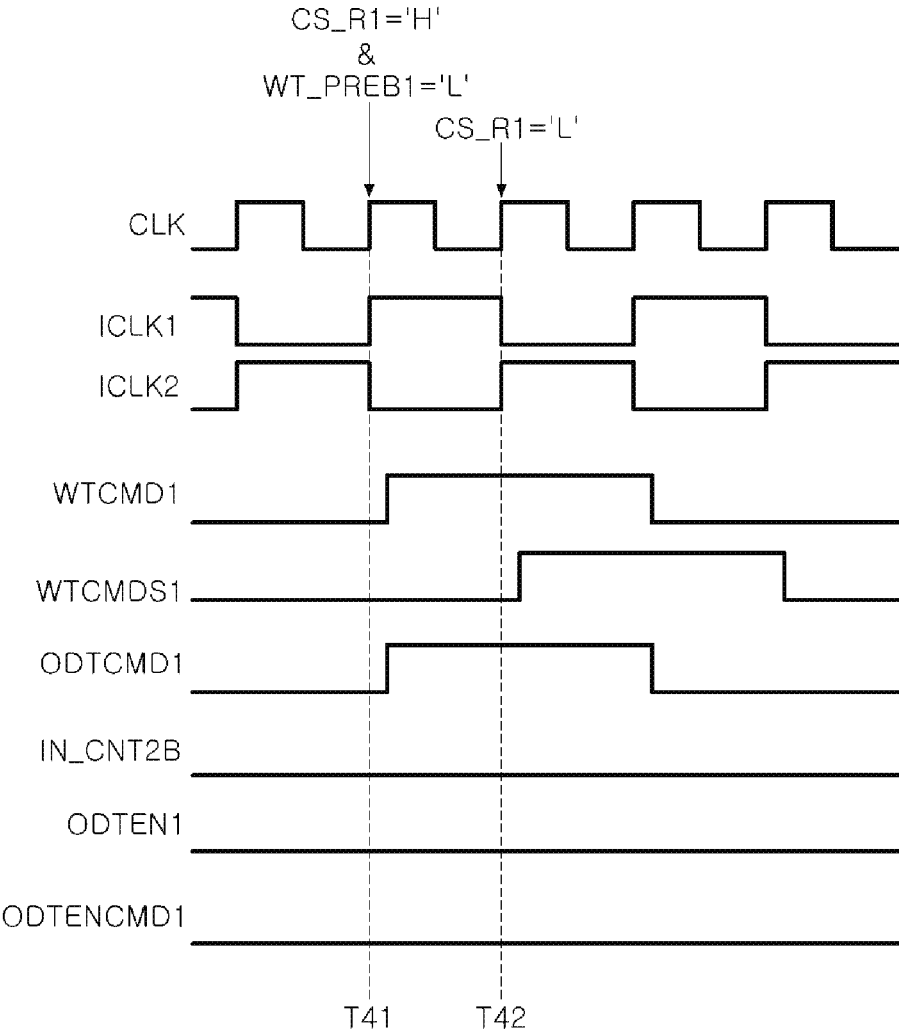 CS_R1='H'
&
WT_PREB1='L'
CS_R1='L'
CLK
ICLK1
ICLK2
WTCMD1
WTCMDS1
ODTCMD1
IN_CNT2B
ODTEN1
ODTENCMD1
T41
T42